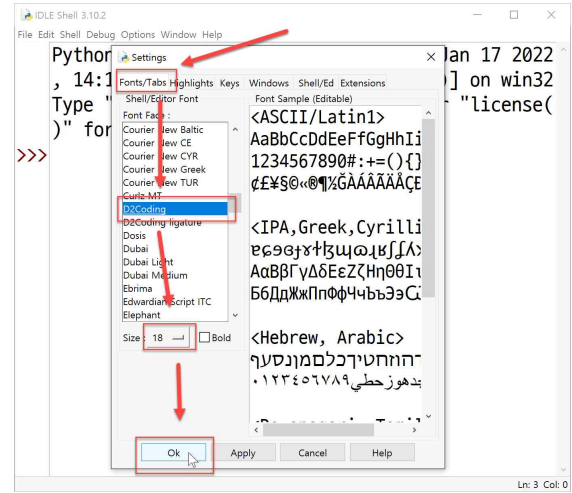 IDLE Shell 3.10.2
File Edit Shell Debug Options Window Help
Python
Jan 17 2022
, 14:1
)] on win32
Type "
r "license(
)" for
>>>
Settings
Fonts/Tabs Highlights Keys Windows Shell/Ed Extensions
Shell/Editor Font
Font Face :
Courier New Baltic
Courier New CE
Courier New CYR
Courier New Greek
Courier New TUR
Curlz MT
D2Coding
D2Coding ligature
Dosis
Dubai
Dubai Light
Dubai Medium
Ebrima
Edwardian Script ITC
Elephant
Size : 18 Bold
Font Sample (Editable)
<ASCII/Latin1>
AaBbCcDdEeFfGgHhIi
1234567890#:+=(){}
¢£¥§©«®¶½ĞÀÁÂÃÄÅÇÐ
<IPA,Greek,Cyrilli
ΑαΒβΓγΔδΕεΖζΗηΘθΙι
БбДдЖжПпФфЧчЪъЭэ
<Hebrew, Arabic>
Ok Apply Cancel Help
Ln: 3 Col: 0